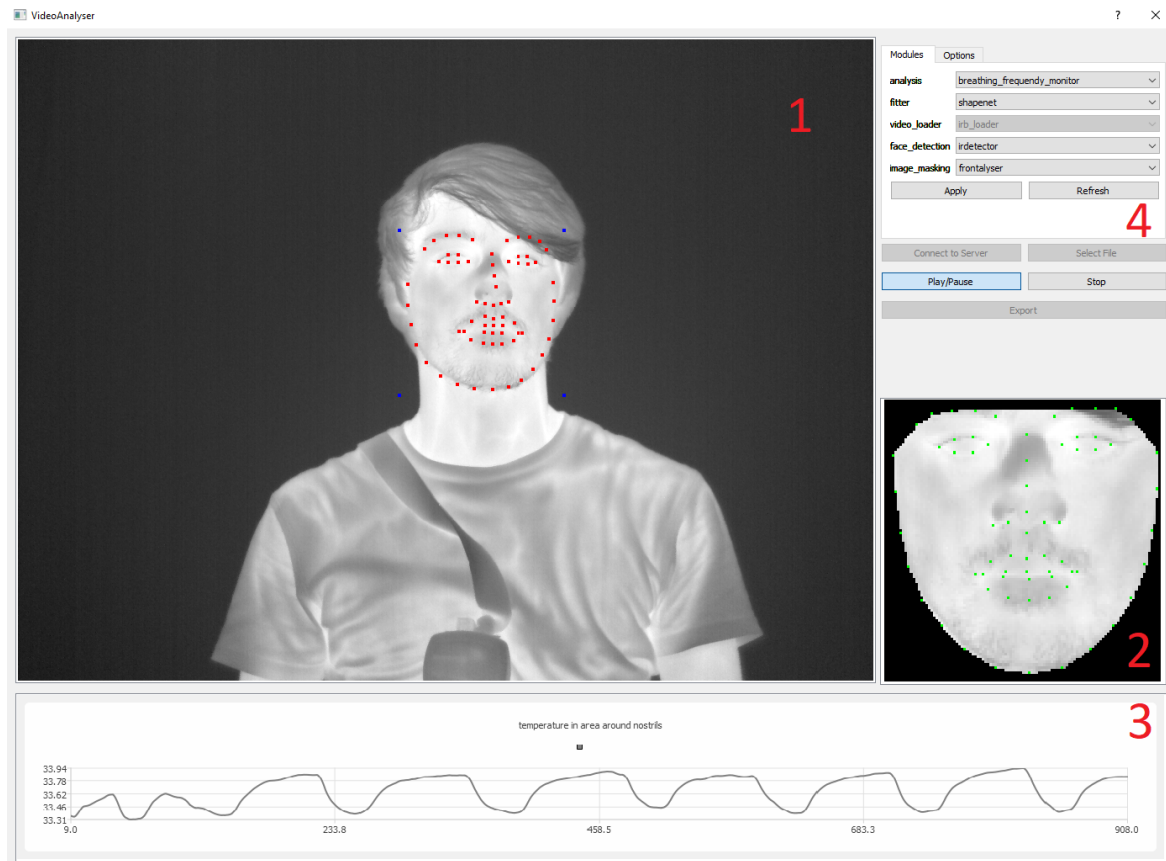 VideoAnalyser ?
1
Modules Options
analysis breathing_frequendy_monitor
fitter shapenet
video_loader irb_loader
face_detection irdetector
image_masking frontalyser
Apply Refresh
4
Connect to Server Select File
Play/Pause Stop
Export
2
3
temperature in area around nostrils
33.94
33.78
33.62
33.46
33.31
9.0 233.8 458.5 683.3 908.0